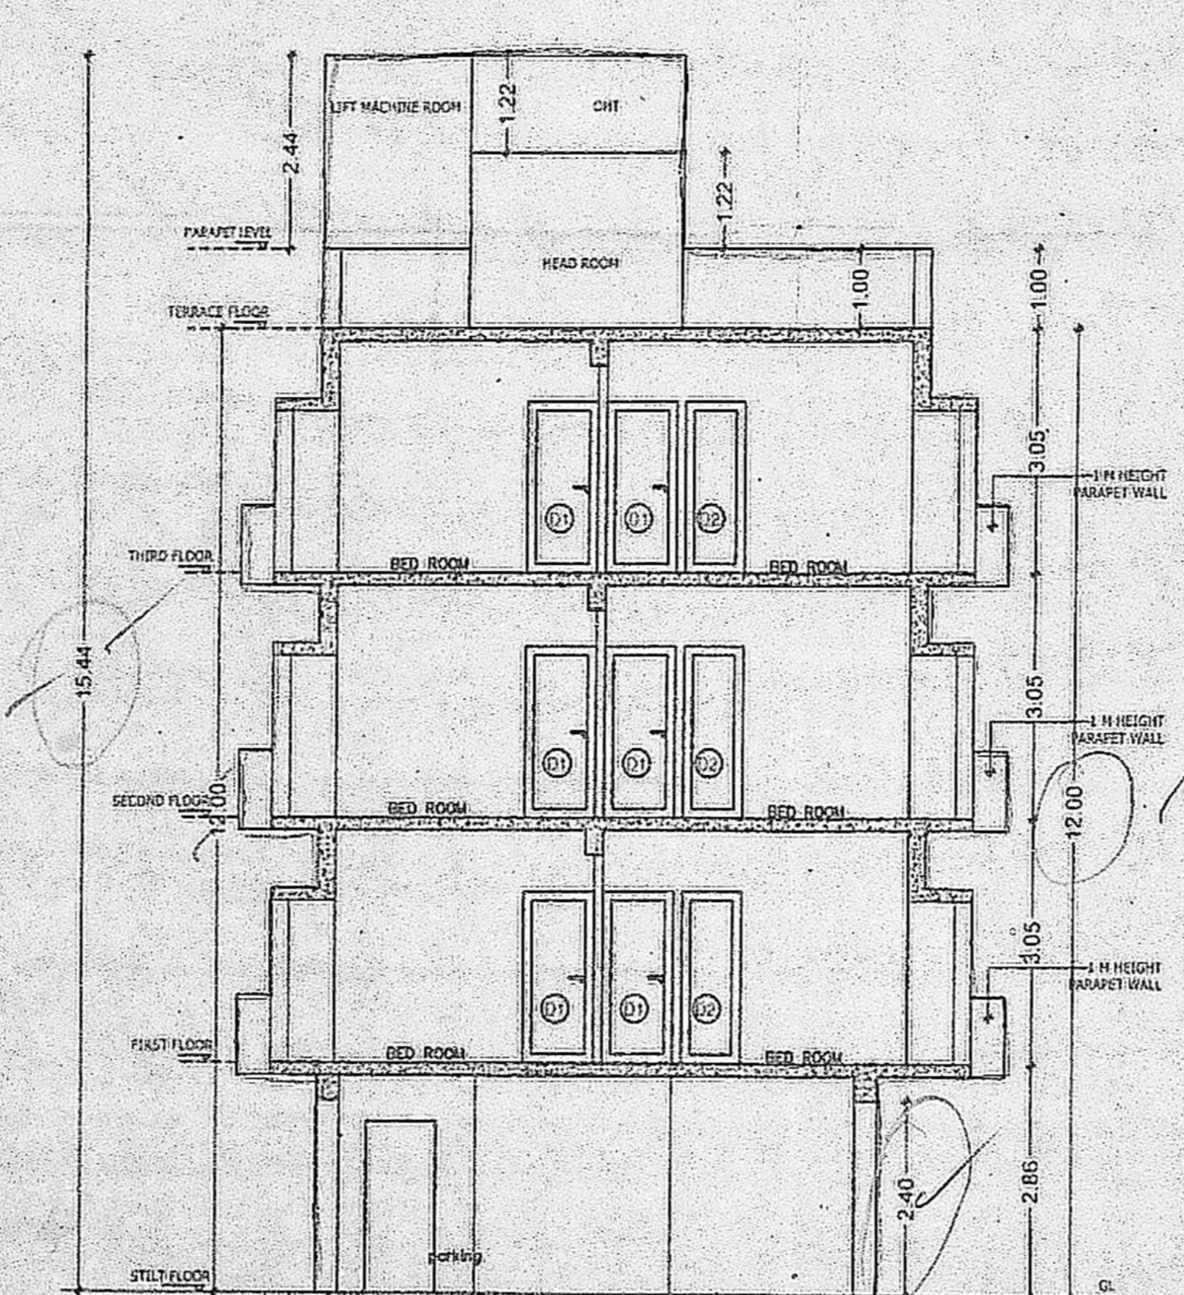 LIFT MACHINE ROOM
1.22
OHT
2.44
1.22
PARAPET LEVEL
HEAD ROOM
1.00
1.00
TERRACE FLOOR
3.05
1 M HEIGHT
PARAPET WALL
D1
D1
D2
THIRD FLOOR
BED ROOM
BED ROOM
15.44
3.05
1 M HEIGHT
PARAPET WALL
D1
D1
D2
SECOND FLOOR
12.00
BED ROOM
BED ROOM
12.00
3.05
1 M HEIGHT
PARAPET WALL
D1
D1
D2
FIRST FLOOR
BED ROOM
BED ROOM
2.40
2.86
parking
STILT FLOOR
GL